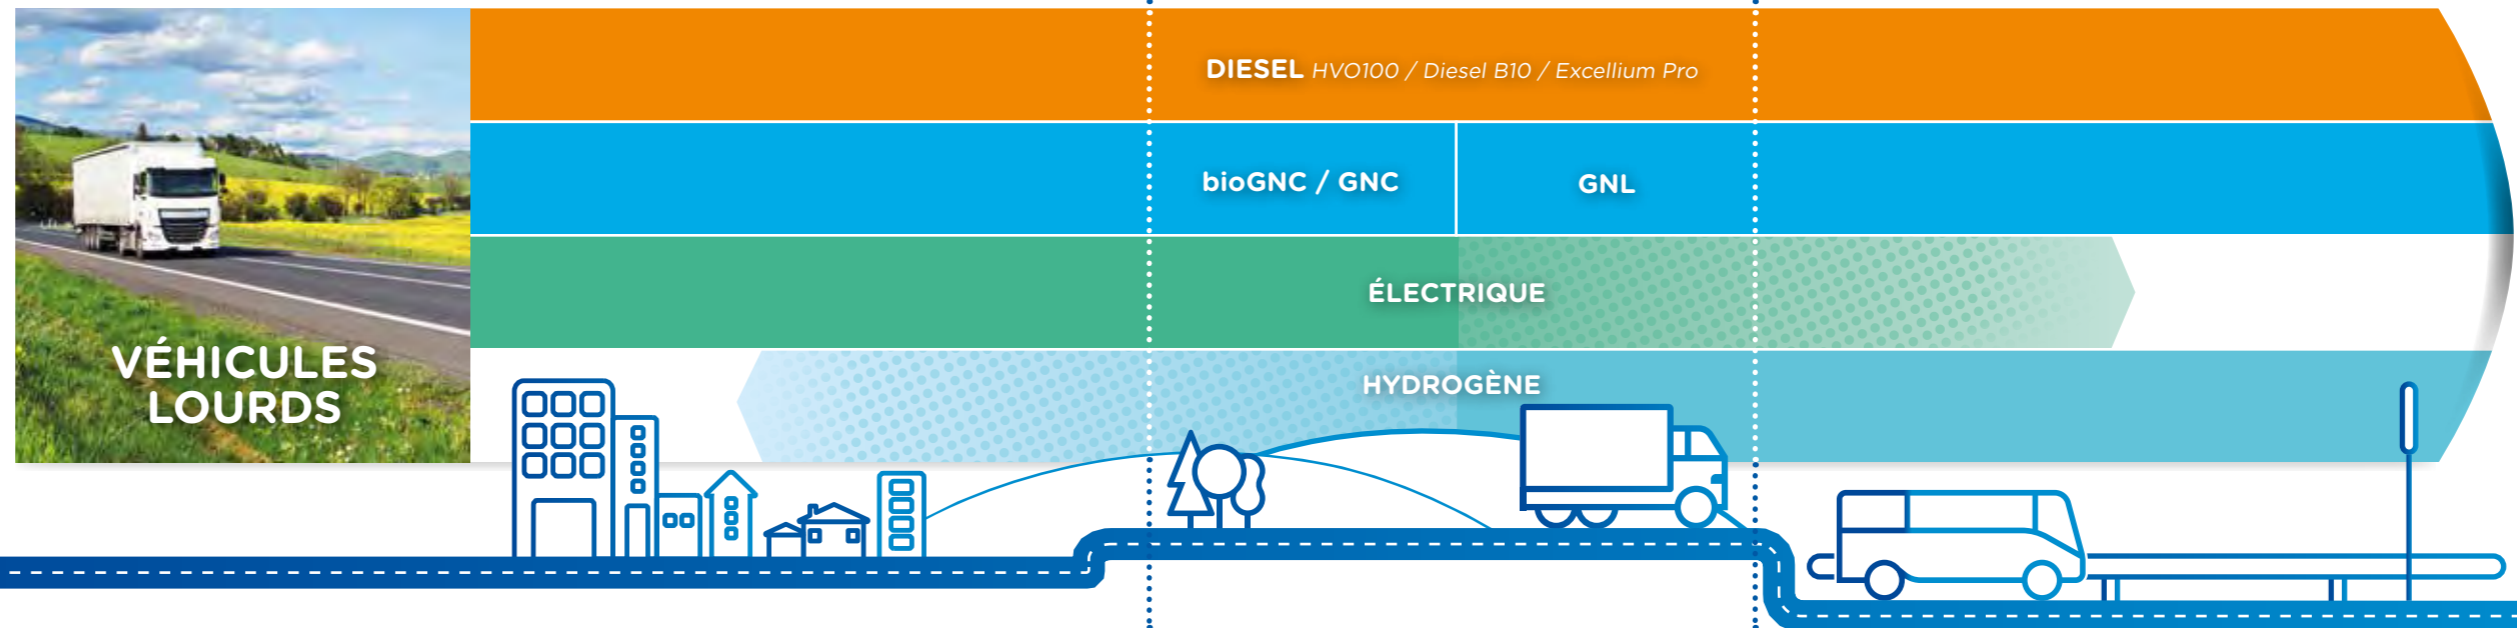 DIESEL HVO100 / Diesel B10 / Excellium Pro
bioGNC / GNC
GNL
ÉLECTRIQUE
HYDROGÈNE
VÉHICULES
LOURDS